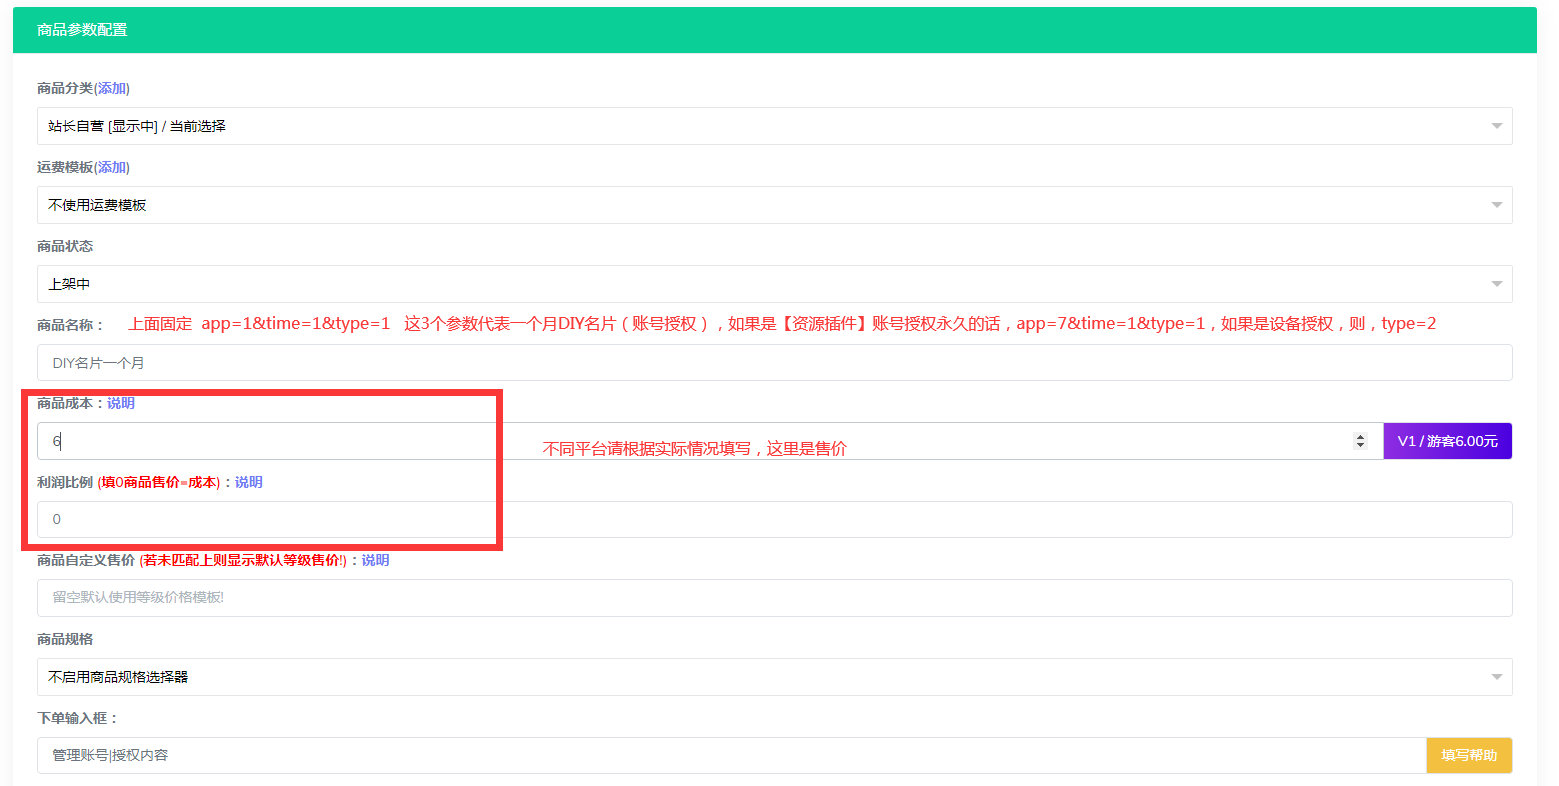 商品参数配置
商品分类(添加)
站长自营 [显示中] / 当前选择
运费模板(添加)
不使用运费模板
商品状态
上架中
商品名称： 上面固定 app=1&time=1&type=1 这3个参数代表一个月DIY名片（账号授权），如果是【资源插件】账号授权永久的话，app=7&time=1&type=1，如果是设备授权，则，type=2
DIY名片一个月
商品成本：说明
6 不同平台请根据实际情况填写，这里是售价 V1 / 游客6.00元
利润比例 (填0商品售价=成本)：说明
0
商品自定义售价 (若未匹配上则显示默认等级售价!)：说明
留空默认使用等级价格模板!
商品规格
不启用商品规格选择器
下单输入框：
管理账号|授权内容 填写帮助